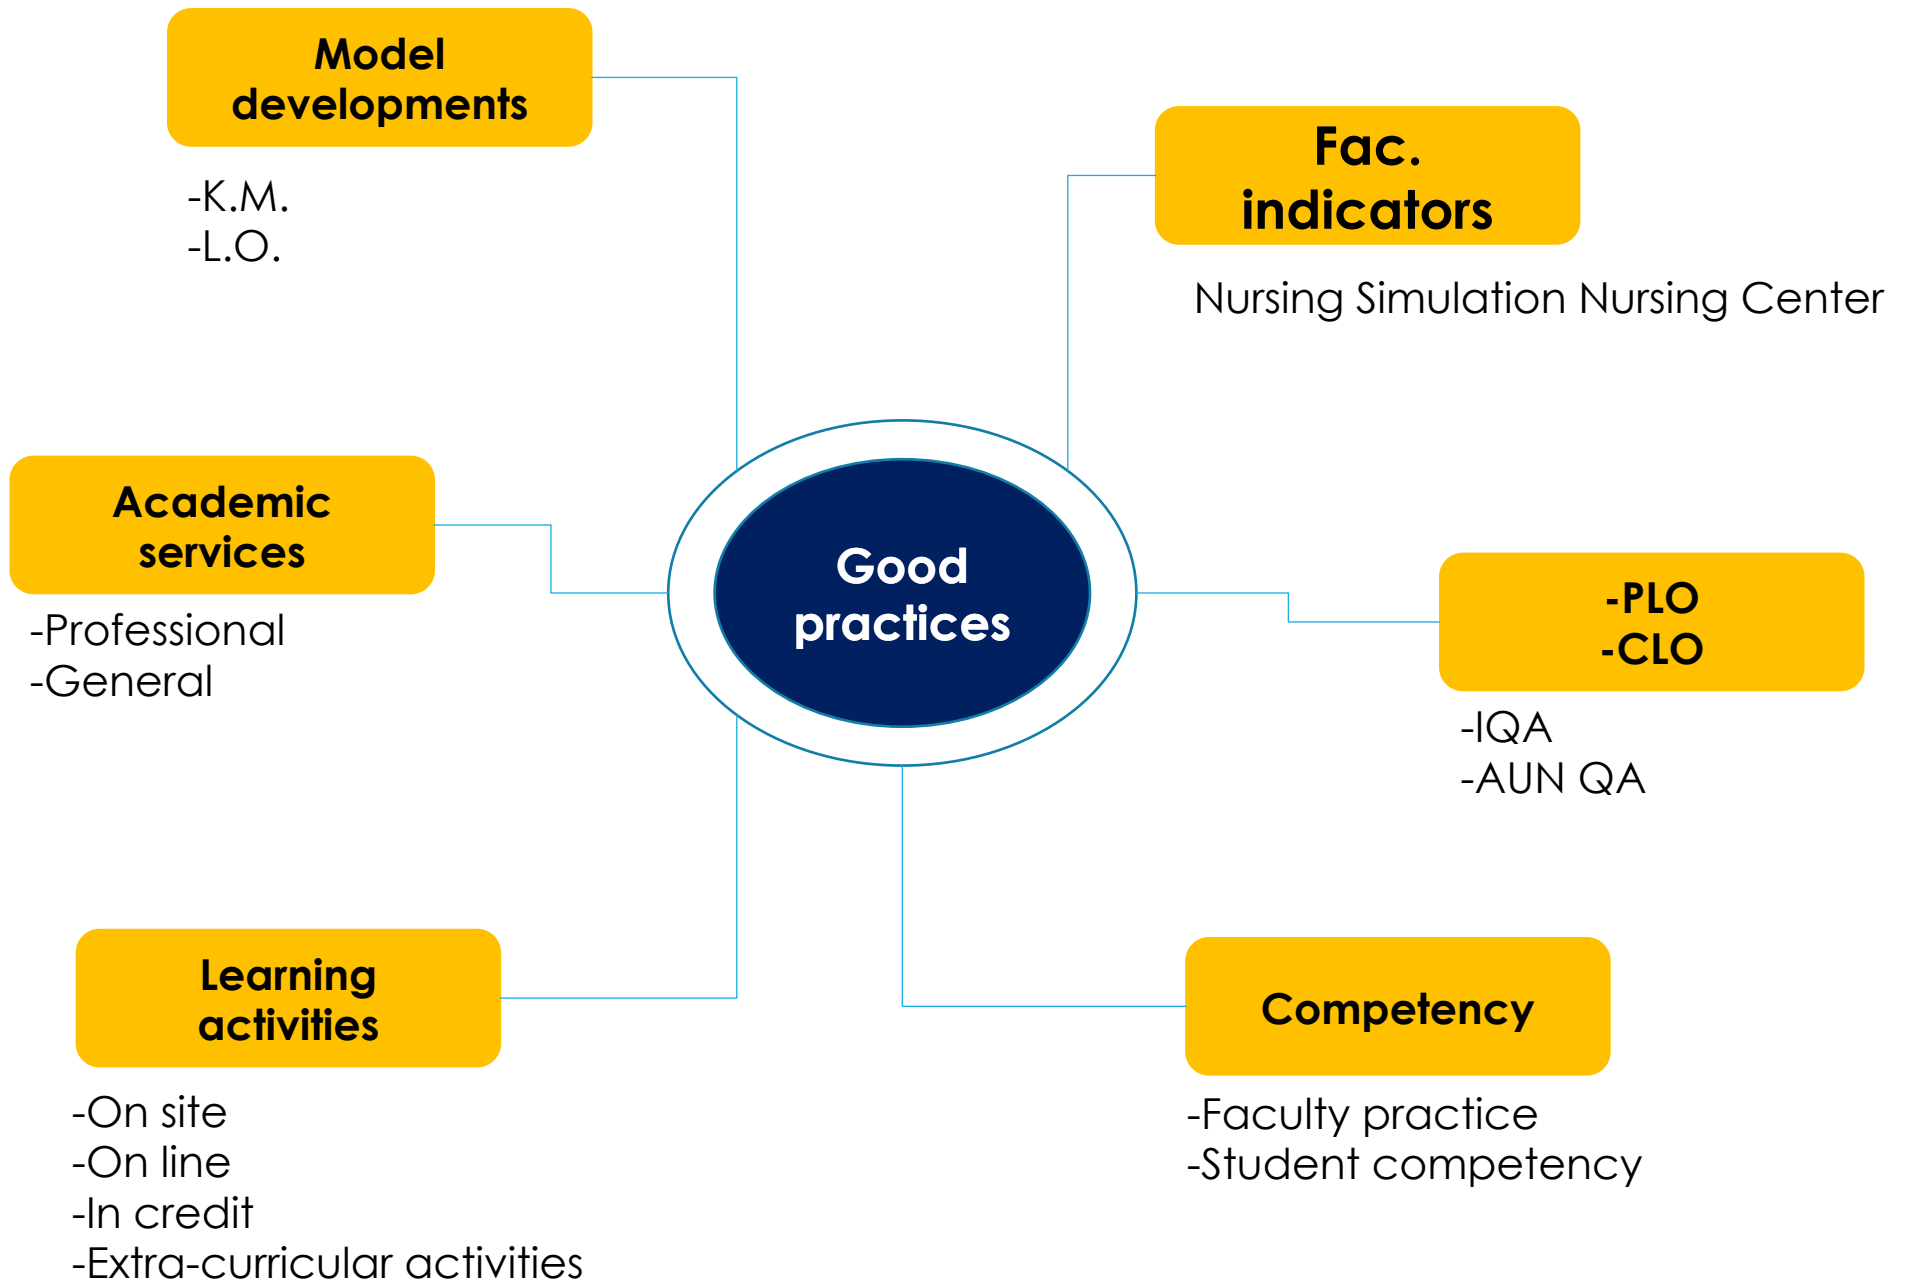 Model
developments
-K.M.
-L.O.
Fac.
indicators
Nursing Simulation Nursing Center
Academic
services
-Professional
-General
Good
practices
-PLO
-CLO
-IQA
-AUN QA
Learning
activities
-On site
-On line
-In credit
-Extra-curricular activities
Competency
-Faculty practice
-Student competency